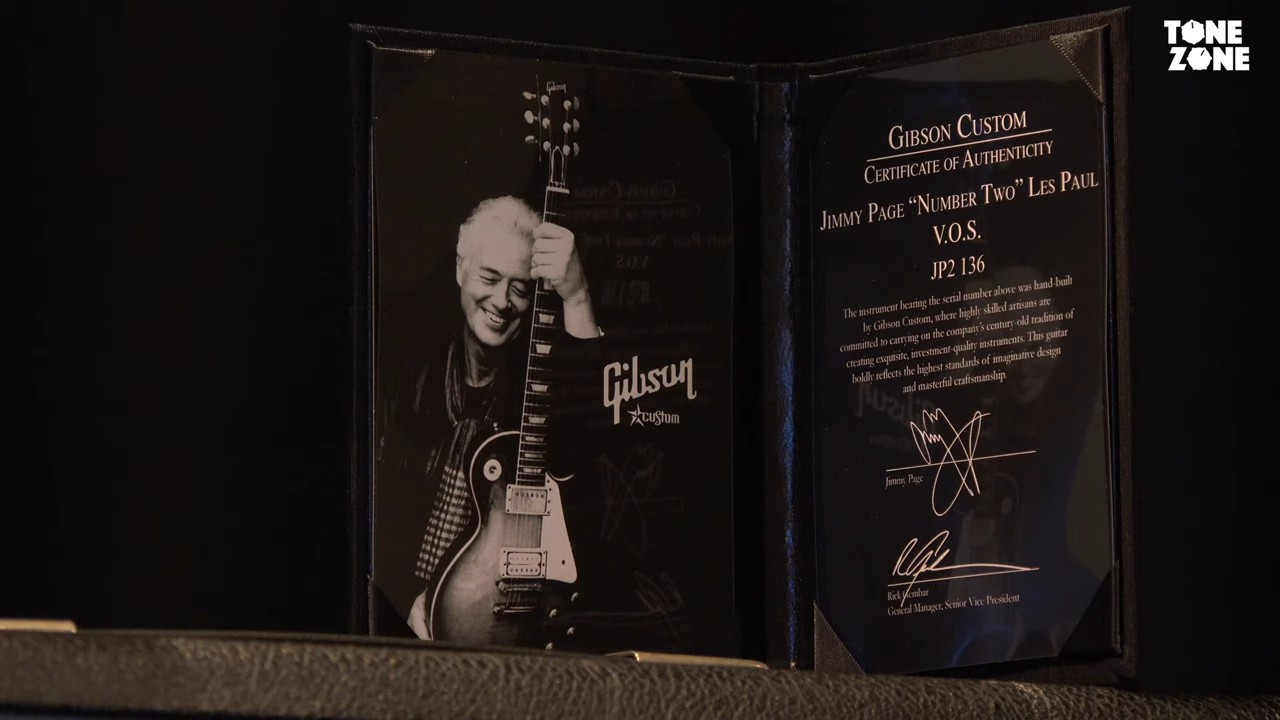 TONE
ZONE
Gibson
Gibson
Custom
GIBSON CUSTOM
CERTIFICATE OF AUTHENTICITY
JIMMY PAGE “NUMBER TWO” LES PAUL
V.O.S.
JP2 136
The instrument bearing the serial number above was hand-built
by Gibson Custom, where highly skilled artisans are
committed to carrying on the company's century-old tradition of
creating exquisite, investment-quality instruments. This guitar
boldly reflects the highest standards of imaginative design
and masterful craftsmanship.
Jimmy Page
Rick Gembar
General Manager, Senior Vice President